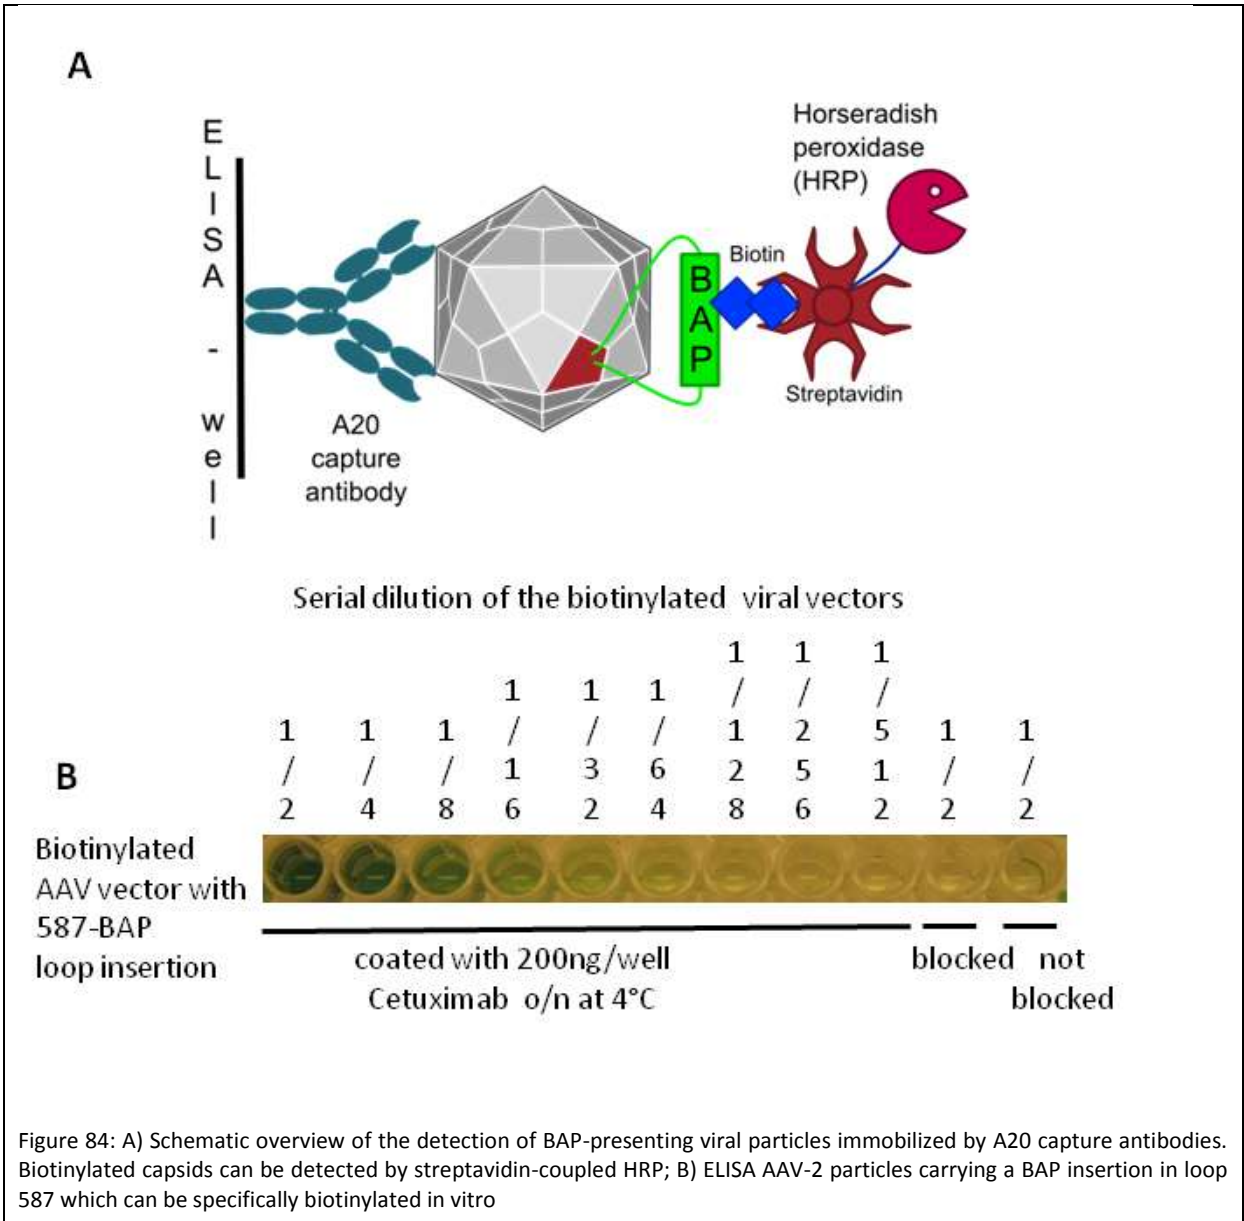 A
ELISA - well
Horseradish
peroxidase
(HRP)
Biotin
BAP
Streptavidin
A20
capture
antibody
Serial dilution of the biotinylated viral vectors
1/2 1/4 1/8 1/16 1/32 1/64 1/128 1/256 1/512 1/2 1/2
B
Biotinylated
AAV vector with
587-BAP
loop insertion
coated with 200ng/well
Cetuximab o/n at 4°C
blocked
not
blocked
Figure 84: A) Schematic overview of the detection of BAP-presenting viral particles immobilized by A20 capture antibodies.
Biotinylated capsids can be detected by streptavidin-coupled HRP; B) ELISA AAV-2 particles carrying a BAP insertion in loop
587 which can be specifically biotinylated in vitro